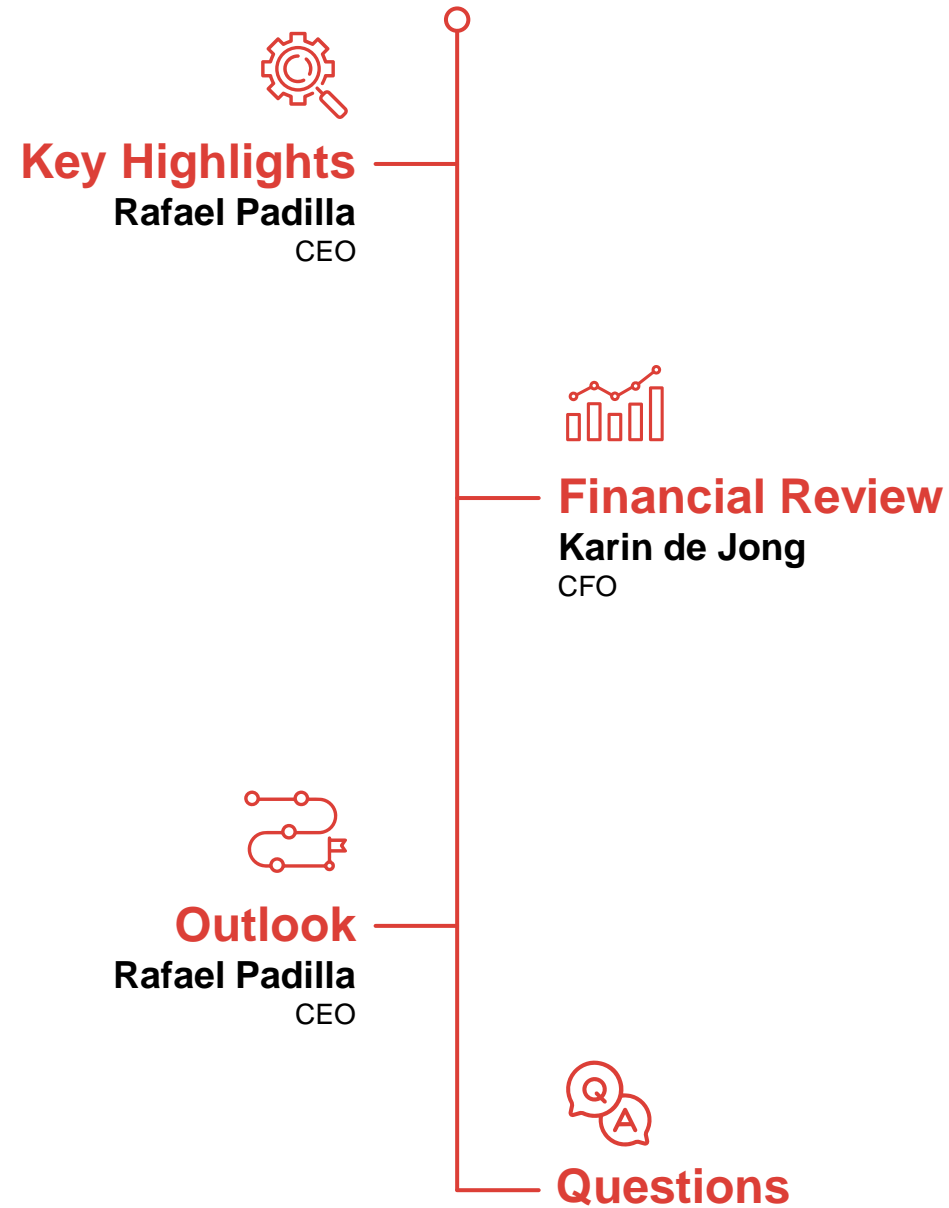 Key Highlights
Rafael Padilla
CEO
Financial Review
Karin de Jong
CFO
Outlook
Rafael Padilla
CEO
Q
A
Questions